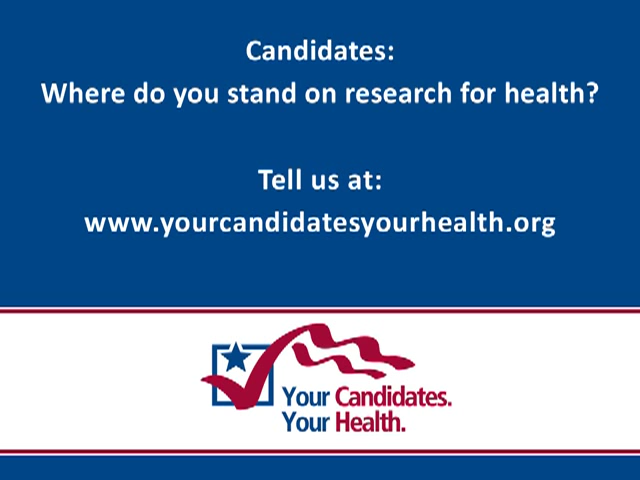 Candidates:
Where do you stand on research for health?
Tell us at:
www.yourcandidatesyourhealth.org
Your Candidates.
Your Health.